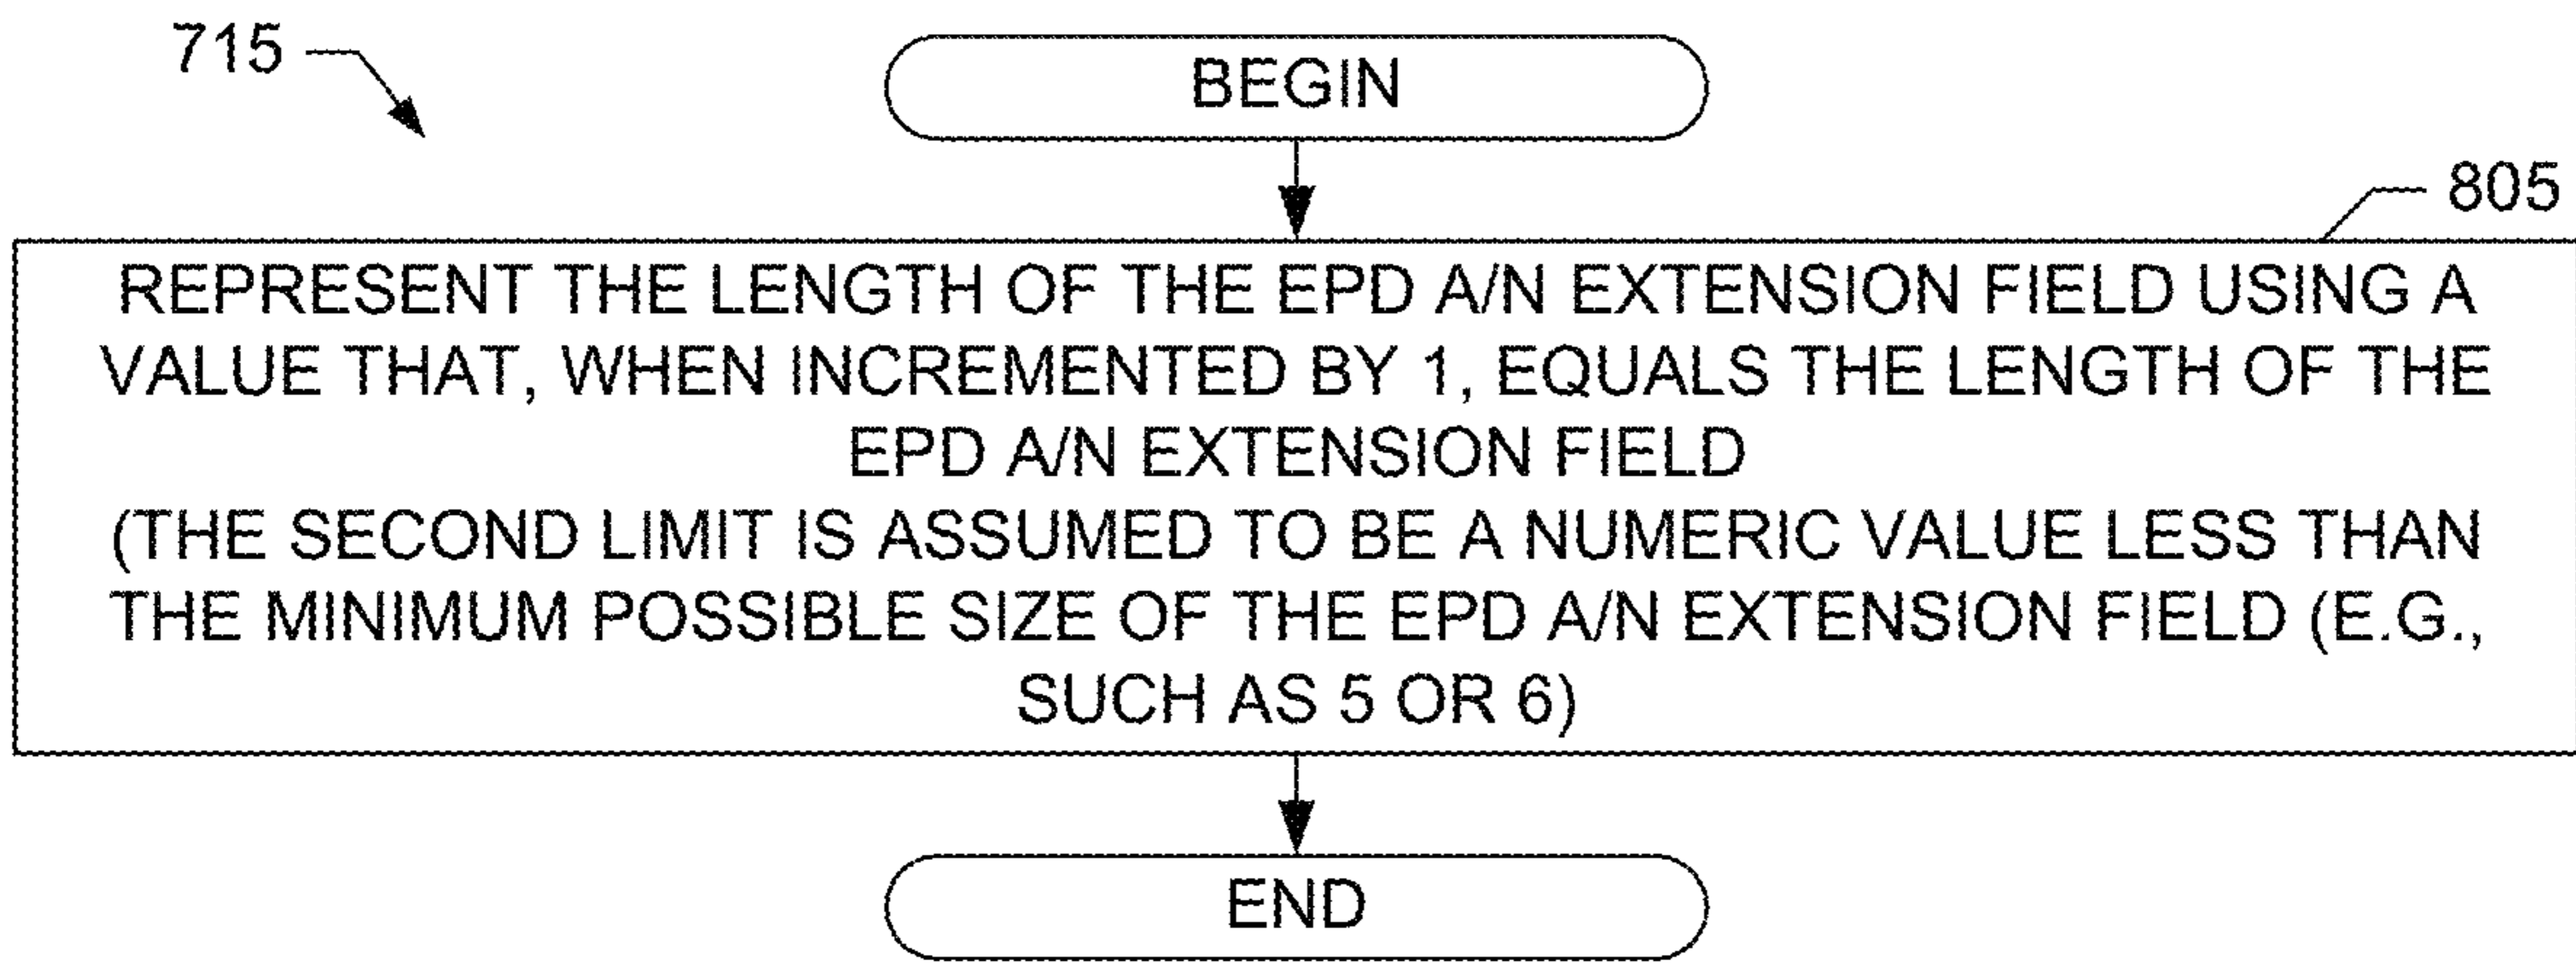 715
BEGIN
805
REPRESENT THE LENGTH OF THE EPD A/N EXTENSION FIELD USING A
VALUE THAT, WHEN INCREMENTED BY 1, EQUALS THE LENGTH OF THE
EPD A/N EXTENSION FIELD
(THE SECOND LIMIT IS ASSUMED TO BE A NUMERIC VALUE LESS THAN
THE MINIMUM POSSIBLE SIZE OF THE EPD A/N EXTENSION FIELD (E.G.,
SUCH AS 5 OR 6)
END